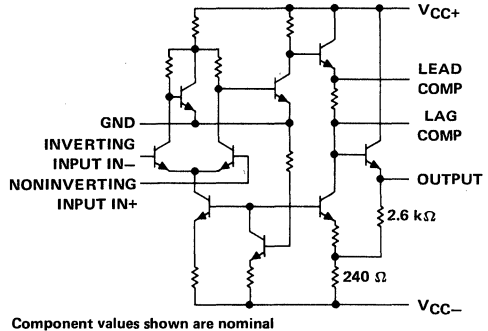 VCC+
LEAD
COMP
GND
LAG
COMP
INVERTING
INPUT IN−
NONINVERTING
INPUT IN+
OUTPUT
2.6 kΩ
240 Ω
VCC−
Component values shown are nominal